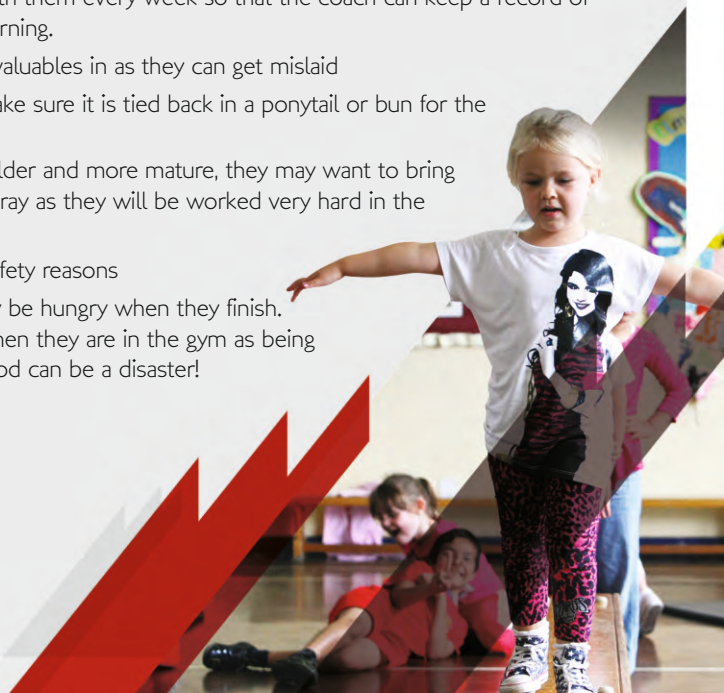 th them every week so that the coach can keep a record of
rning.
valuables in as they can get mislaid
ake sure it is tied back in a ponytail or bun for the
lder and more mature, they may want to bring
ray as they will be worked very hard in the
fety reasons
y be hungry when they finish.
hen they are in the gym as being
od can be a disaster!